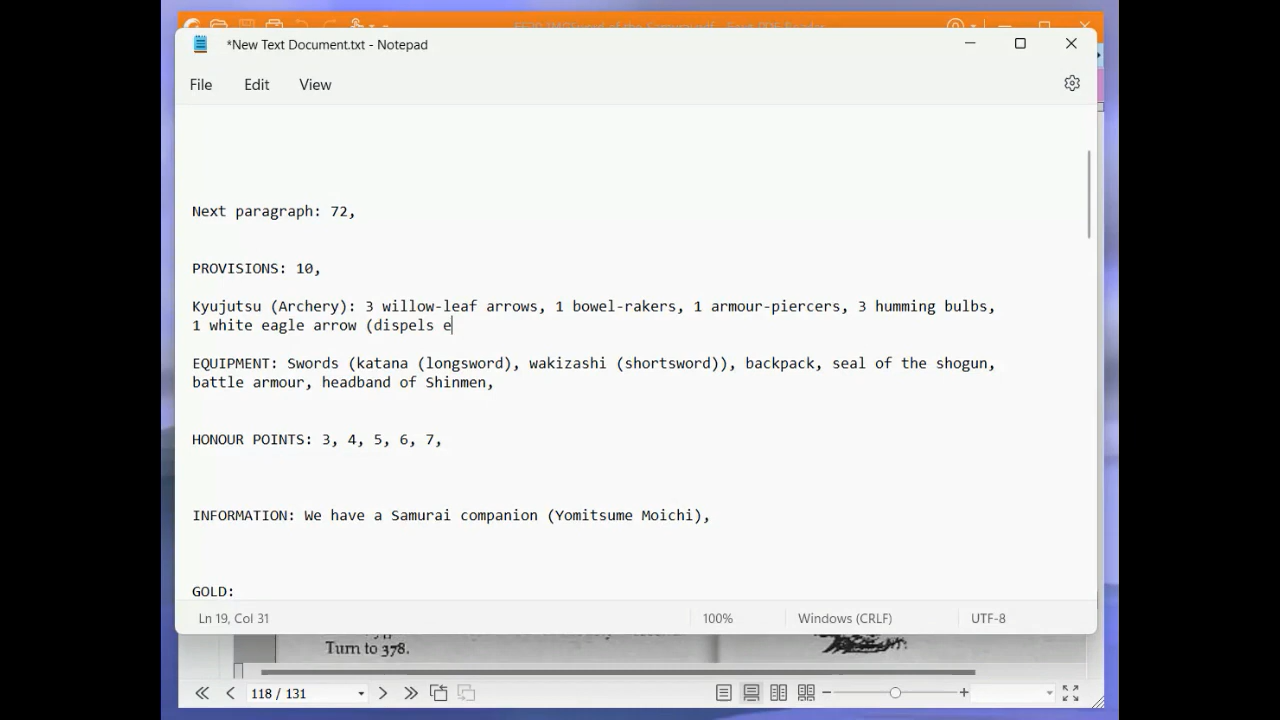 *New Text Document.txt - Notepad
File Edit View
Next paragraph: 72,
PROVISIONS: 10,
Kyujutsu (Archery): 3 willow-leaf arrows, 1 bowel-rakers, 1 armour-piercers, 3 humming bulbs,
1 white eagle arrow (dispels e
EQUIPMENT: Swords (katana (longsword), wakizashi (shortsword)), backpack, seal of the shogun,
battle armour, headband of Shinmen,
HONOUR POINTS: 3, 4, 5, 6, 7,
INFORMATION: We have a Samurai companion (Yomitsume Moichi),
GOLD:
Ln 19, Col 31 100% Windows (CRLF) UTF-8
Turn to 378.
118 / 131